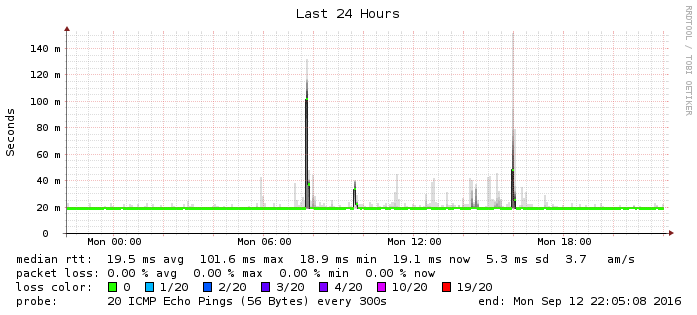 Last 24 Hours
RRDTOOL / TOBI OETIKER
Seconds
140 m
120 m
100 m
80 m
60 m
40 m
20 m
0
Mon 00:00 Mon 06:00 Mon 12:00 Mon 18:00
median rtt: 19.5 ms avg 101.6 ms max 18.9 ms min 19.1 ms now 5.3 ms sd 3.7 am/s
packet loss: 0.00 % avg 0.00 % max 0.00 % min 0.00 % now
loss color: 0 1/20 2/20 3/20 4/20 10/20 19/20
probe: 20 ICMP Echo Pings (56 Bytes) every 300s end: Mon Sep 12 22:05:08 2016